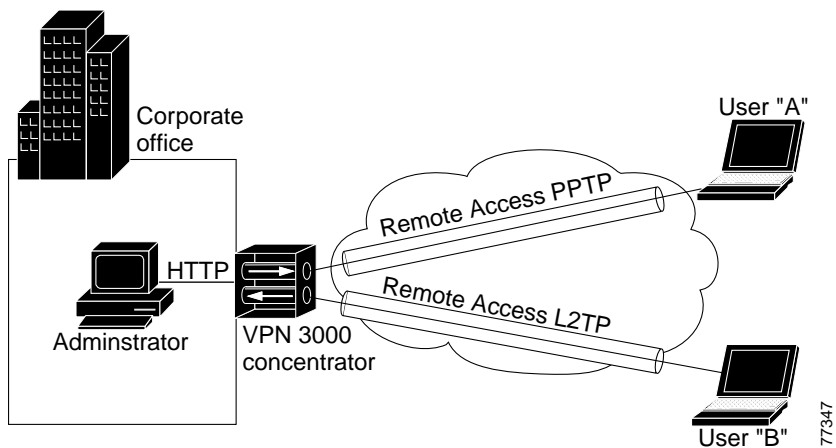 Corporate
office
User "A"
Remote Access PPTP
HTTP
Remote Access L2TP
Adminstrator
VPN 3000
concentrator
User "B"
77347